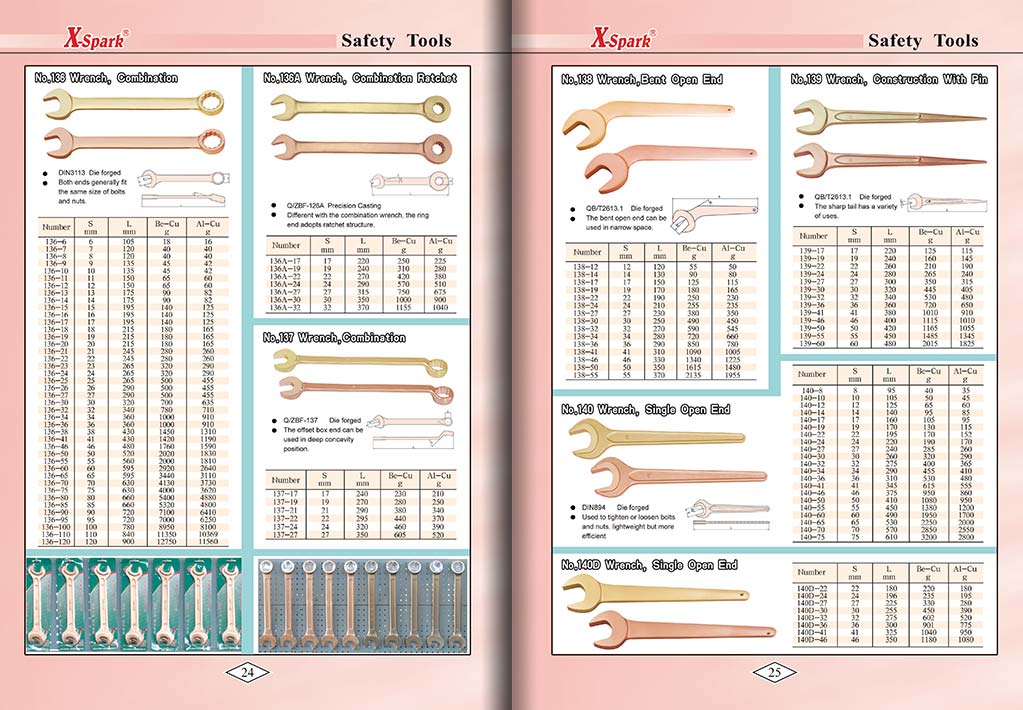 X-Spark®
Safety Tools
No,136 Wrench, Combination
DIN3113 Die forged
Both ends generally fit
the same size of bolts
and nuts.
Number S mm L mm Be-Cu g Al-Cu g
136-6 6 105 18 16
136-7 7 120 40 40
136-8 8 120 40 40
136-9 9 135 45 42
136-10 10 135 45 42
136-11 11 150 65 60
136-12 12 150 65 60
136-13 13 175 90 82
136-14 14 175 90 82
136-15 15 195 140 125
136-16 16 195 140 125
136-17 17 195 140 125
136-18 18 215 180 165
136-19 19 215 180 165
136-20 20 215 180 165
136-21 21 245 280 260
136-22 22 245 280 260
136-23 23 265 320 290
136-24 24 265 320 290
136-25 25 265 500 455
136-26 26 290 500 455
136-27 27 290 500 455
136-30 30 320 700 635
136-32 32 340 780 710
136-34 34 360 1000 910
136-36 36 360 1000 910
136-38 38 430 1450 1310
136-41 41 430 1420 1190
136-46 46 480 1760 1590
136-50 50 520 2020 1830
136-55 55 560 2000 1810
136-60 60 595 2920 2640
136-65 65 595 3440 3110
136-70 70 630 4130 3730
136-75 75 630 4000 3620
136-80 80 660 5400 4880
136-85 85 660 5320 4800
136-90 90 720 7100 6410
136-95 95 720 7000 6250
136-100 100 780 8950 8100
136-110 110 840 11350 10369
136-120 120 900 12750 11560
No,136A Wrench, Combination Ratchet
Q/ZBF-126A Precision Casting
Different with the combination wrench, the ring
end adopts ratchet structure.
Number S mm L mm Be-Cu g Al-Cu g
136A-17 17 220 250 225
136A-19 19 240 310 280
136A-22 22 270 420 380
136A-24 24 290 570 510
136A-27 27 315 750 675
136A-30 30 350 1000 900
136A-32 32 370 1155 1040
No,137 Wrench,Combination
Q/ZBF-137 Die forged
The offset box end can be
used in deep concavity
position.
Number S mm L mm Be-Cu g Al-Cu g
137-17 17 240 230 210
137-19 19 270 280 250
137-21 21 290 380 340
137-22 22 295 440 370
137-24 24 320 460 390
137-27 27 350 605 520
24
X-Spark®
Safety Tools
No,138 Wrench,Bent Open End
QB/T2613.1 Die forged
The bent open end can be
used in narrow space.
Number S mm L mm Be-Cu g Al-Cu g
138-12 12 120 55 50
138-14 14 130 90 80
138-17 17 150 125 115
138-19 19 170 180 165
138-22 22 190 250 230
138-24 24 210 255 235
138-27 27 230 380 350
138-30 30 250 490 450
138-32 32 270 590 545
138-34 34 280 720 660
138-36 36 290 850 780
138-41 41 310 1090 1005
138-46 46 330 1340 1225
138-50 50 350 1615 1480
138-55 55 370 2135 1955
No,139 Wrench, Construction With Pin
QB/T2613.1 Die forged
The sharp tail has a variety
of uses.
Number S mm L mm Be-Cu g Al-Cu g
139-17 17 220 125 115
139-19 19 240 160 145
139-22 22 260 210 190
139-24 24 280 265 240
139-27 27 300 350 315
139-30 30 320 445 405
139-32 32 340 530 480
139-36 36 360 720 650
139-41 41 380 1010 910
139-46 46 400 1115 1010
139-50 50 420 1165 1055
139-55 55 450 1485 1345
139-60 60 480 2015 1825
No,140 Wrench, Single Open End
DIN894 Die forged
Used to tighten or loosen bolts
and nuts, lightweight but more
efficient
Number S mm L mm Be-Cu g Al-Cu g
140-8 8 95 40 35
140-10 10 105 50 45
140-12 12 125 65 60
140-14 14 140 95 85
140-17 17 160 105 95
140-19 19 170 130 115
140-22 22 195 170 152
140-24 24 220 190 170
140-27 27 240 285 260
140-30 30 260 320 290
140-32 32 275 400 365
140-34 34 290 455 410
140-36 36 310 530 480
140-41 41 345 615 555
140-46 46 375 950 860
140-50 50 410 1080 950
140-55 55 450 1380 1200
140-60 60 490 1950 1700
140-65 65 530 2250 2000
140-70 70 570 2850 2550
140-75 75 610 3200 2800
No,140D Wrench, Single Open End
Number S mm L mm Be-Cu g Al-Cu g
140D-22 22 180 220 180
140D-24 24 196 235 195
140D-27 27 225 330 280
140D-30 30 255 450 390
140D-32 32 275 602 520
140D-36 36 300 901 775
140D-41 41 325 1040 950
140D-46 46 350 1180 1080
25